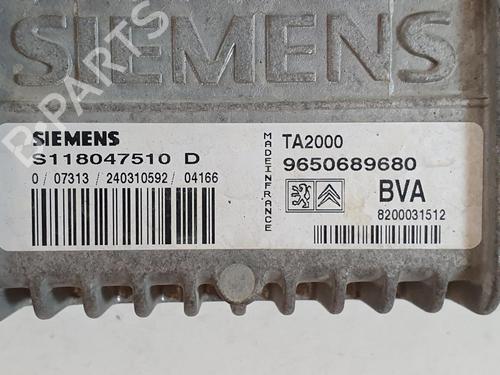 SIEMENS
B-PARTS
SIEMENS
S118047510 D
0 / 07313 / 240310592 / 04166
MADE IN FRANCE
TA2000
9650689680
BVA
8200031512